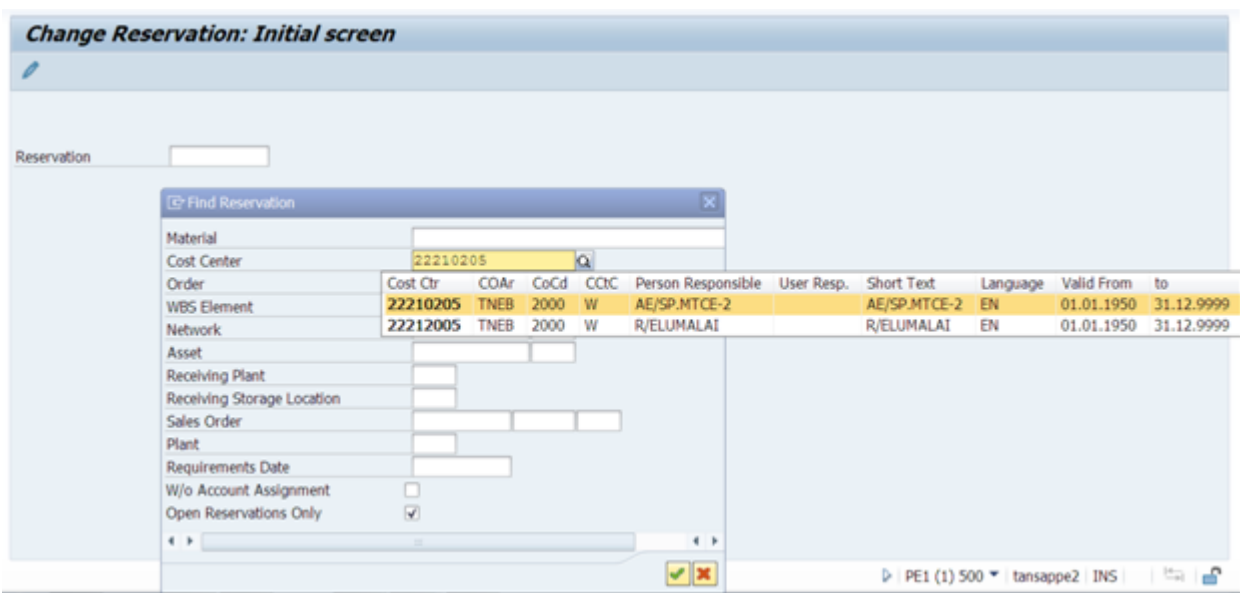 Change Reservation: Initial screen
Reservation
Find Reservation
Material
Cost Center 22210205
Order Cost Ctr COAr CoCd CCtC Person Responsible User Resp. Short Text Language Valid From to
WBS Element 22210205 TNEB 2000 W AE/SP.MTCE-2 AE/SP.MTCE-2 EN 01.01.1950 31.12.9999
Network 22212005 TNEB 2000 W R/ELUMALAI R/ELUMALAI EN 01.01.1950 31.12.9999
Asset
Receiving Plant
Receiving Storage Location
Sales Order
Plant
Requirements Date
W/o Account Assignment
Open Reservations Only
PE1 (1) 500 tansappe2 INS